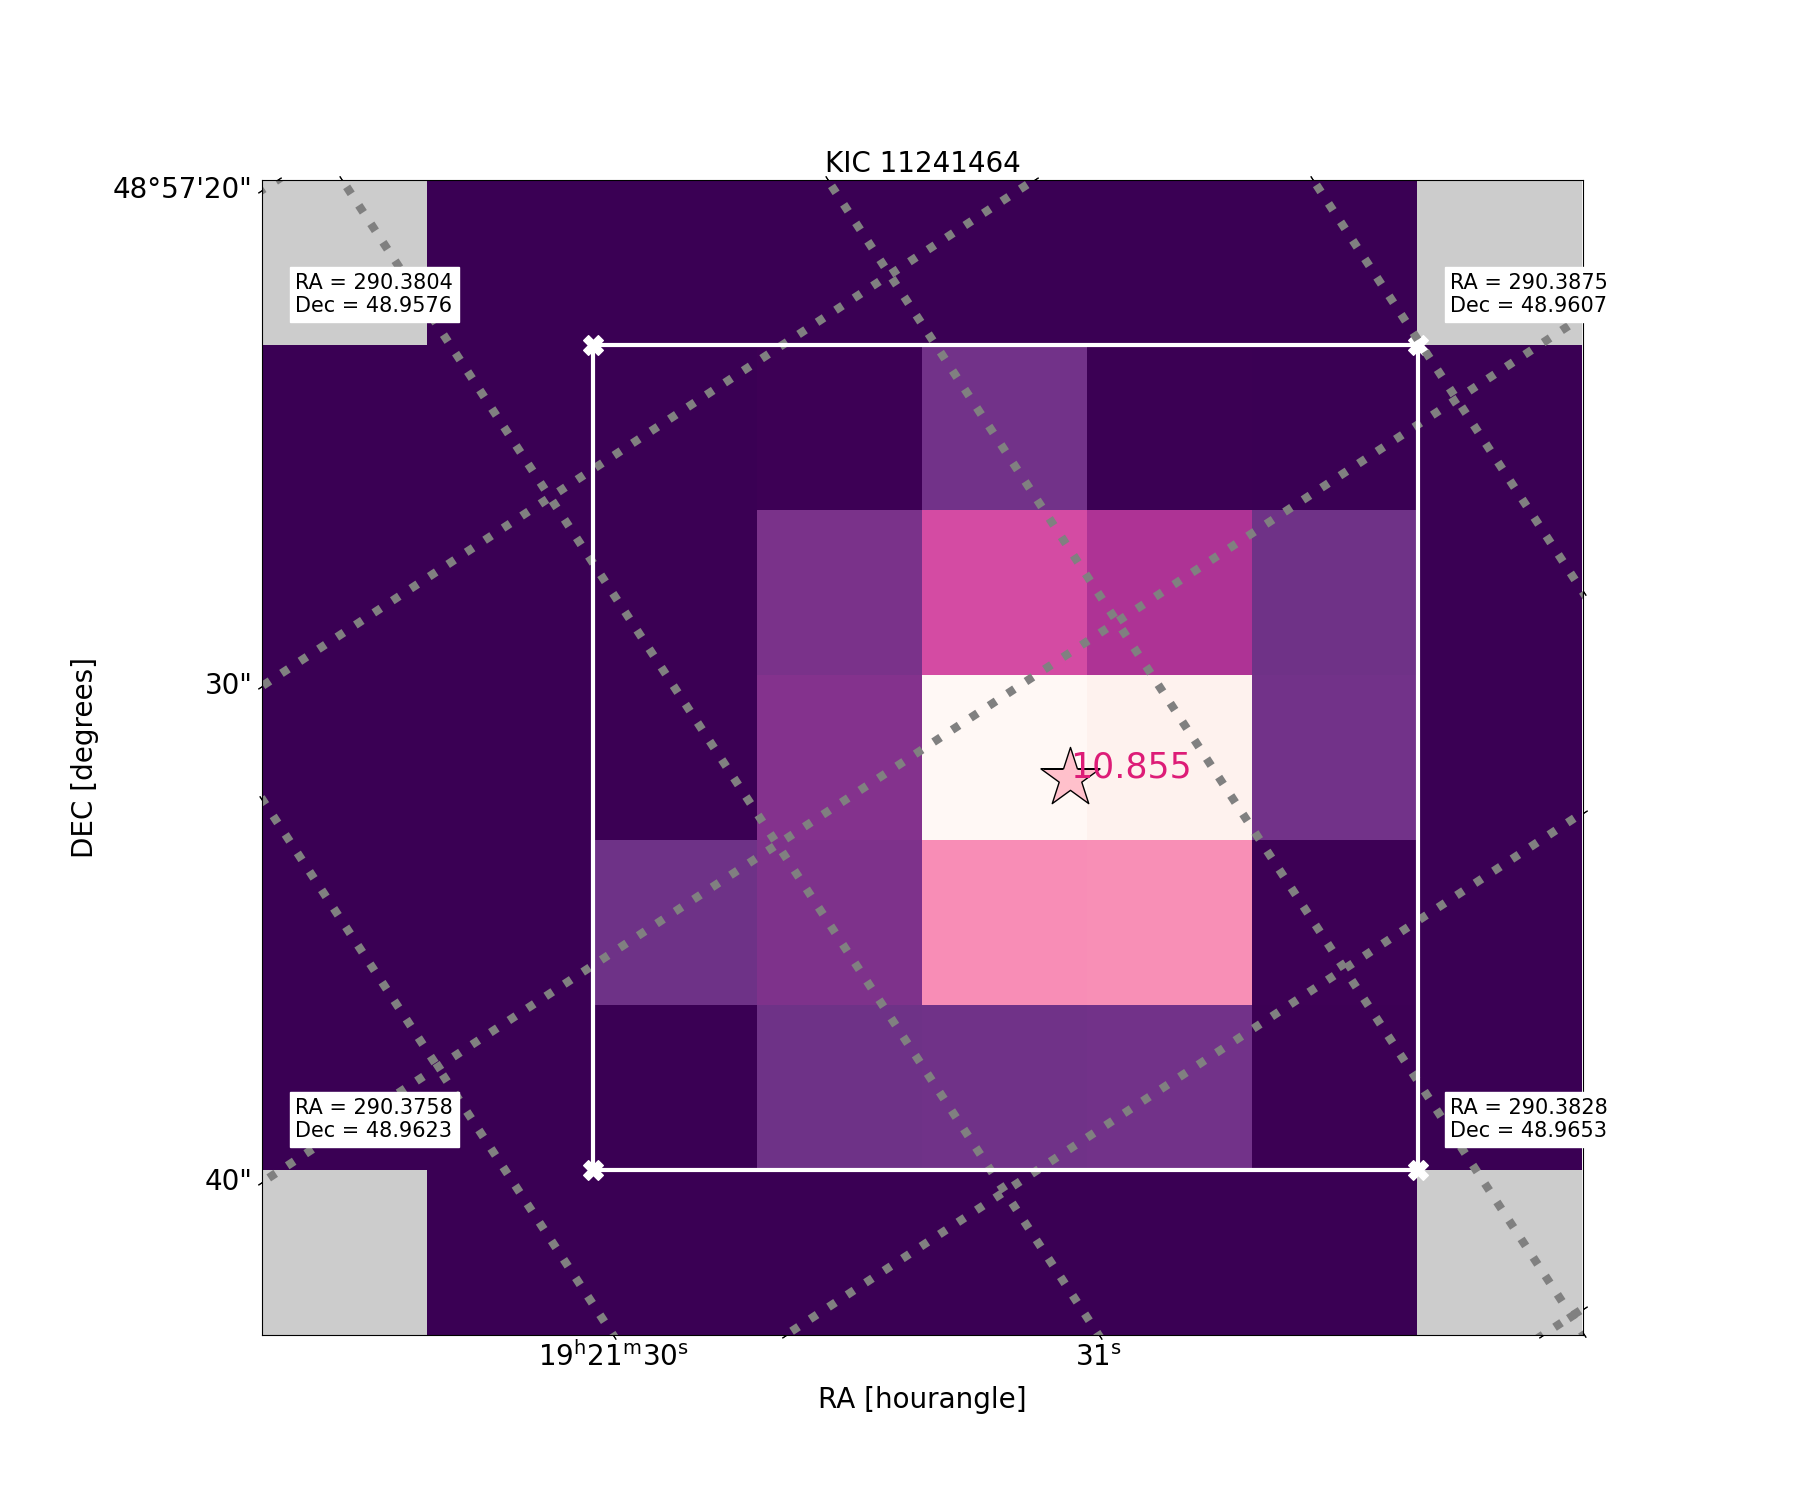 KIC 11241464
48°57'20"
RA = 290.3804
Dec = 48.9576
RA = 290.3875
Dec = 48.9607
30"
DEC [degrees]
10.855
RA = 290.3758
Dec = 48.9623
RA = 290.3828
Dec = 48.9653
40"
19ʰ21ᵐ30ˢ
31ˢ
RA [hourangle]